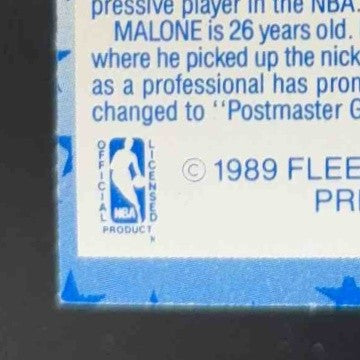 pressive player in the NBA.
MALONE is 26 years old.
where he picked up the nick
as a professional has pron
changed to "Postmaster G
OFFICIAL
LICENSED
NBA
PRODUCT
© 1989 FLEE
PRI